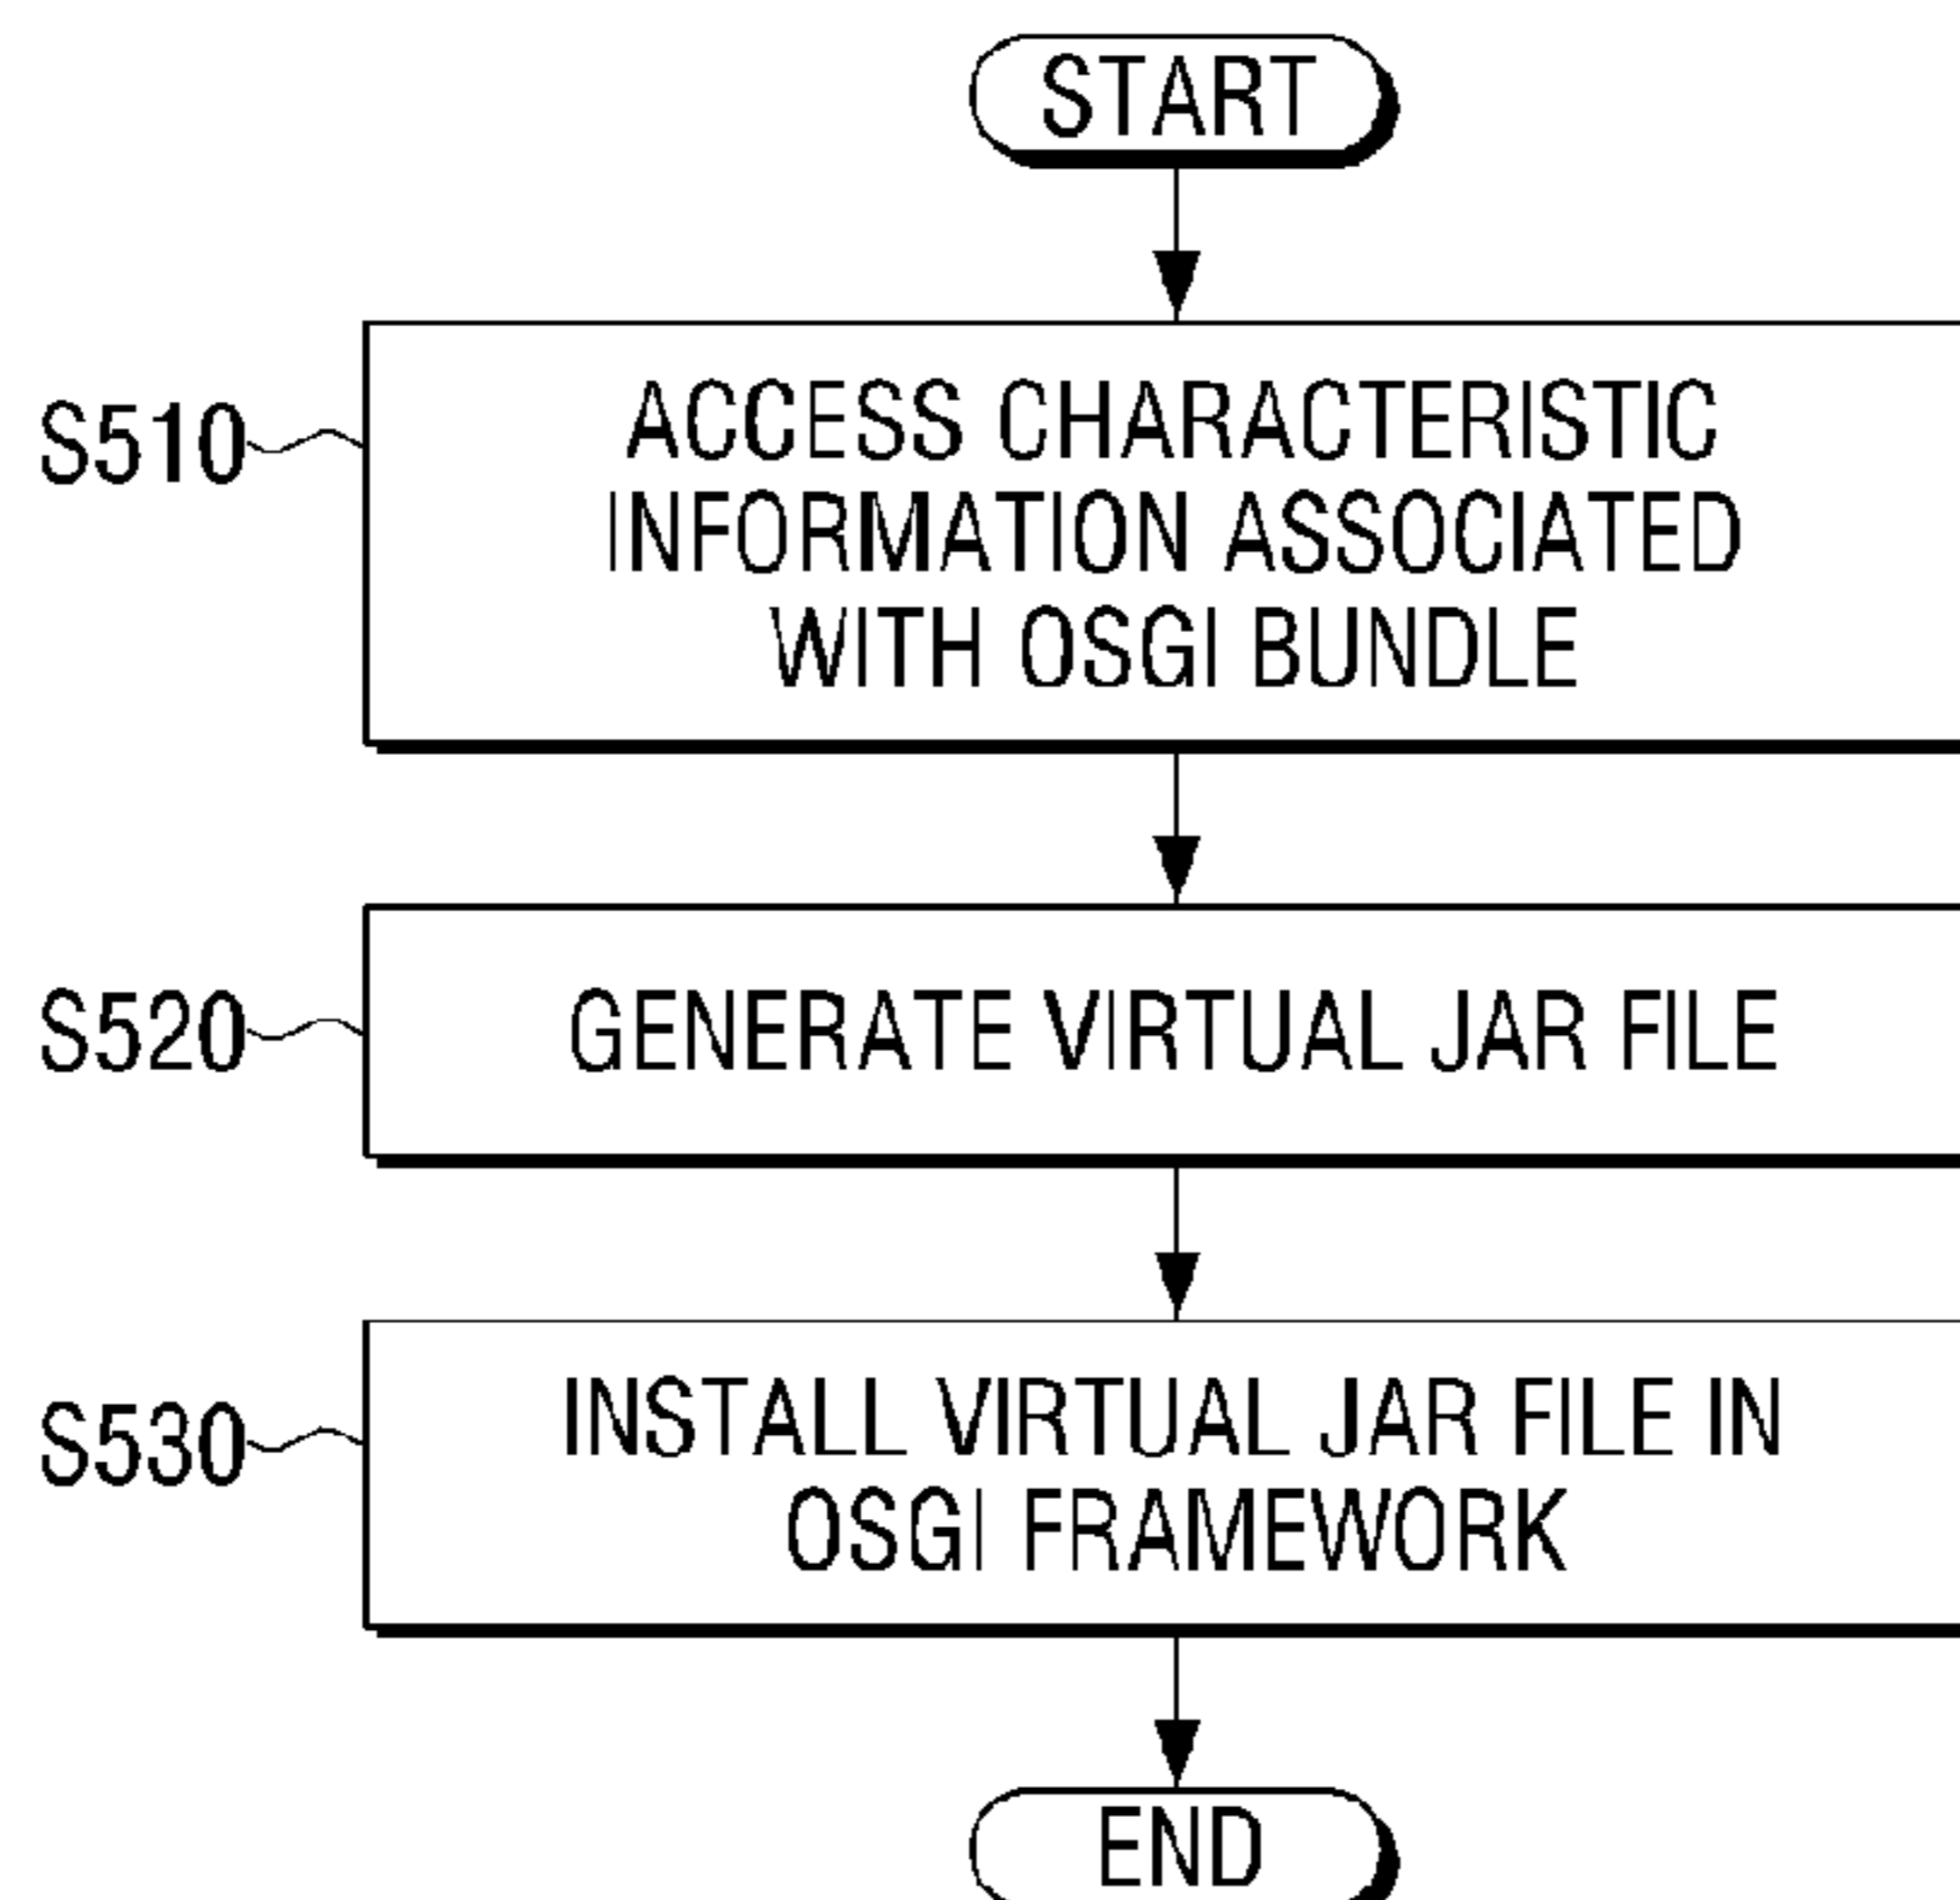 START
S510
ACCESS CHARACTERISTIC
INFORMATION ASSOCIATED
WITH OSGI BUNDLE
S520
GENERATE VIRTUAL JAR FILE
S530
INSTALL VIRTUAL JAR FILE IN
OSGI FRAMEWORK
END